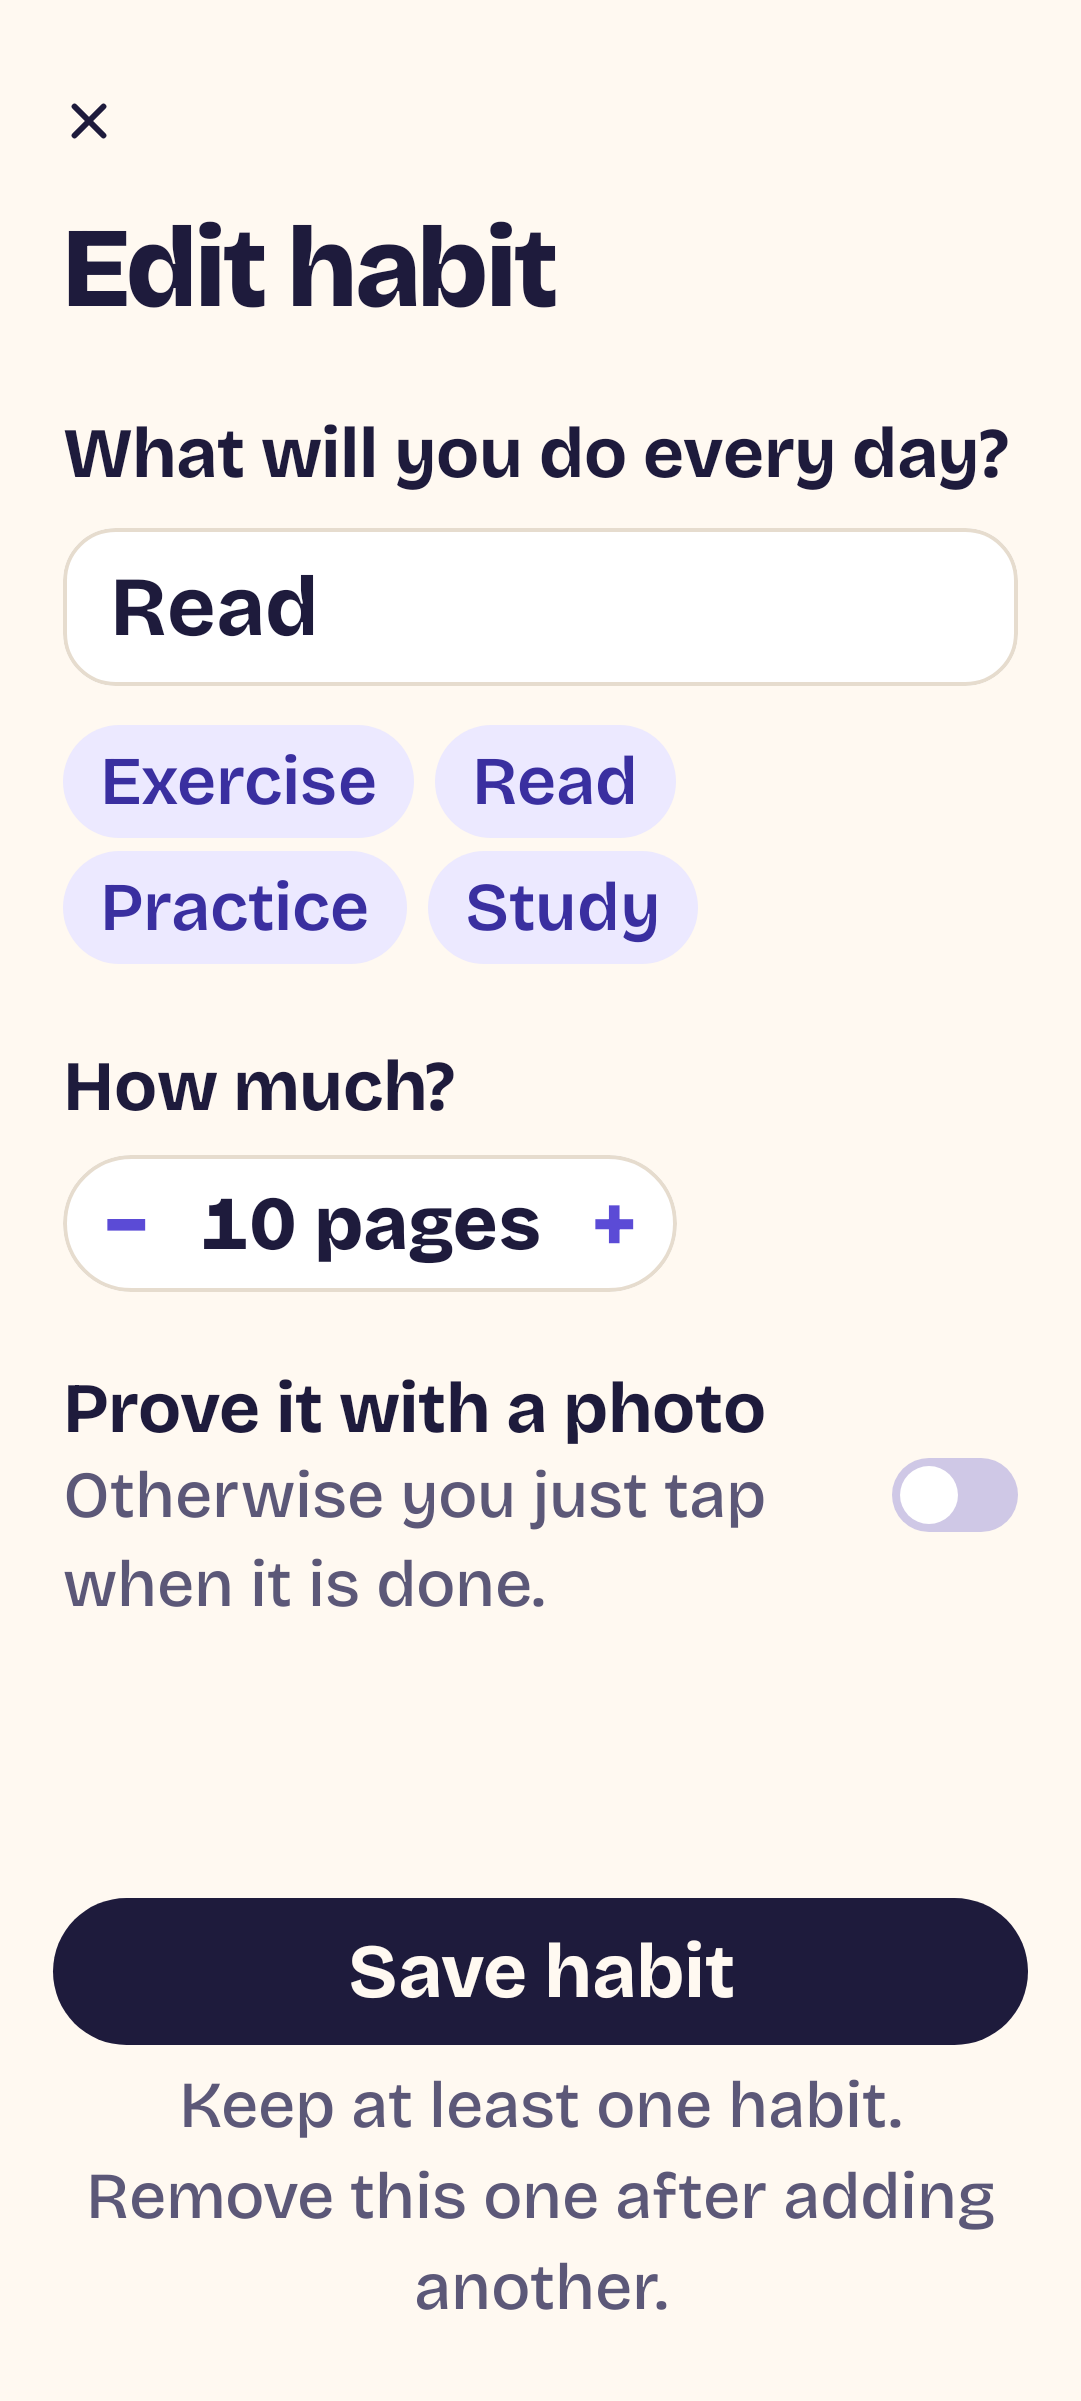 Edit habit
What will you do every day?
Read
Exercise Read
Practice Study
How much?
− 10 pages +
Prove it with a photo
Otherwise you just tap
when it is done.
Save habit
Keep at least one habit.
Remove this one after adding
another.